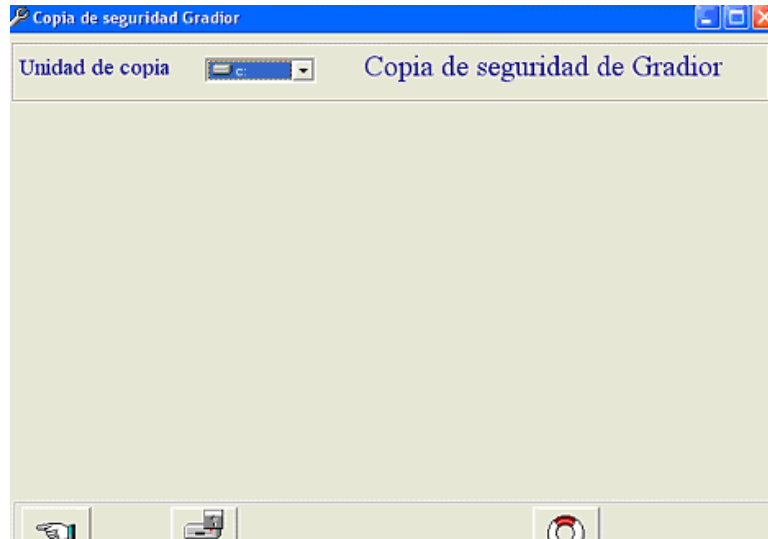 Copia de seguridad Gradior
Unidad de copia
c:
Copia de seguridad de Gradior